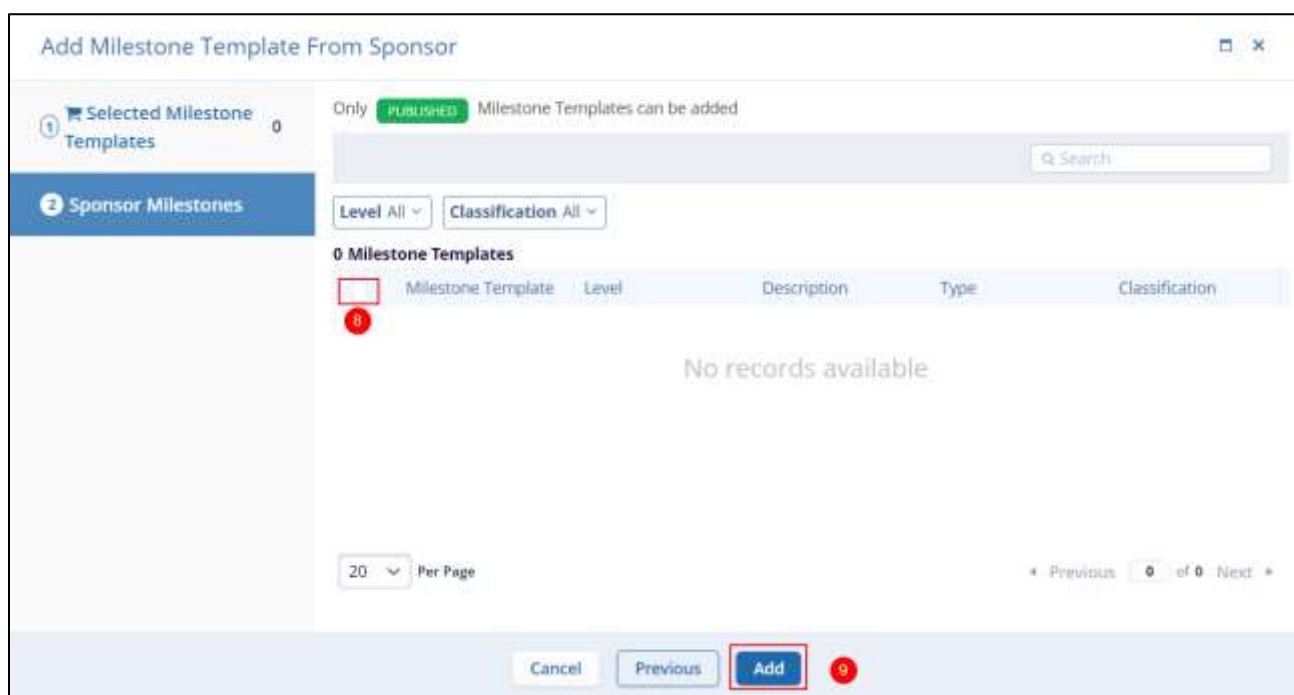 Add Milestone Template From Sponsor
1 Selected Milestone Templates 0
Only PUBLISHED Milestone Templates can be added
Search
2 Sponsor Milestones
Level All Classification All
0 Milestone Templates
Milestone Template Level Description Type Classification
8
No records available
20 Per Page Previous 0 of 0 Next
Cancel Previous Add 9